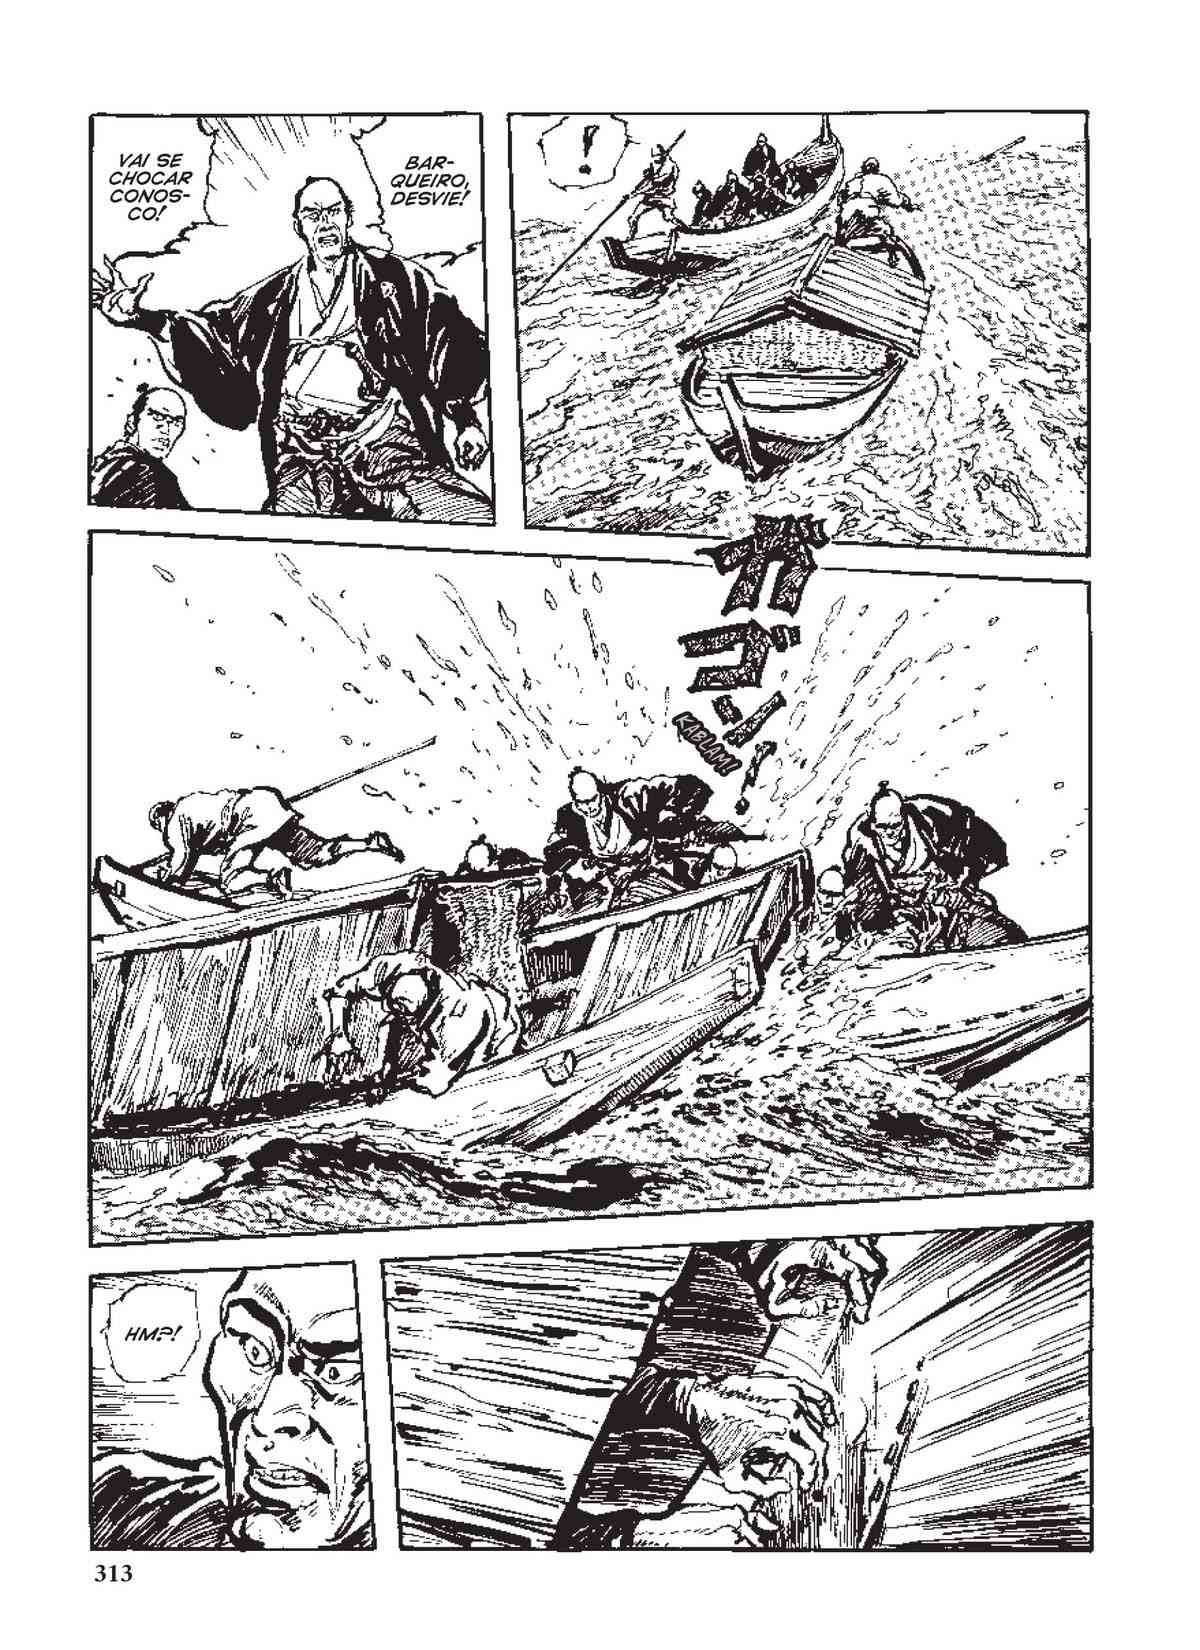 BAR-
QUEIRO,
DESVIE!
VAI SE
CHOCAR
CONOS-
CO!
!
ガゴン!
KABLAM!
HM?!
313